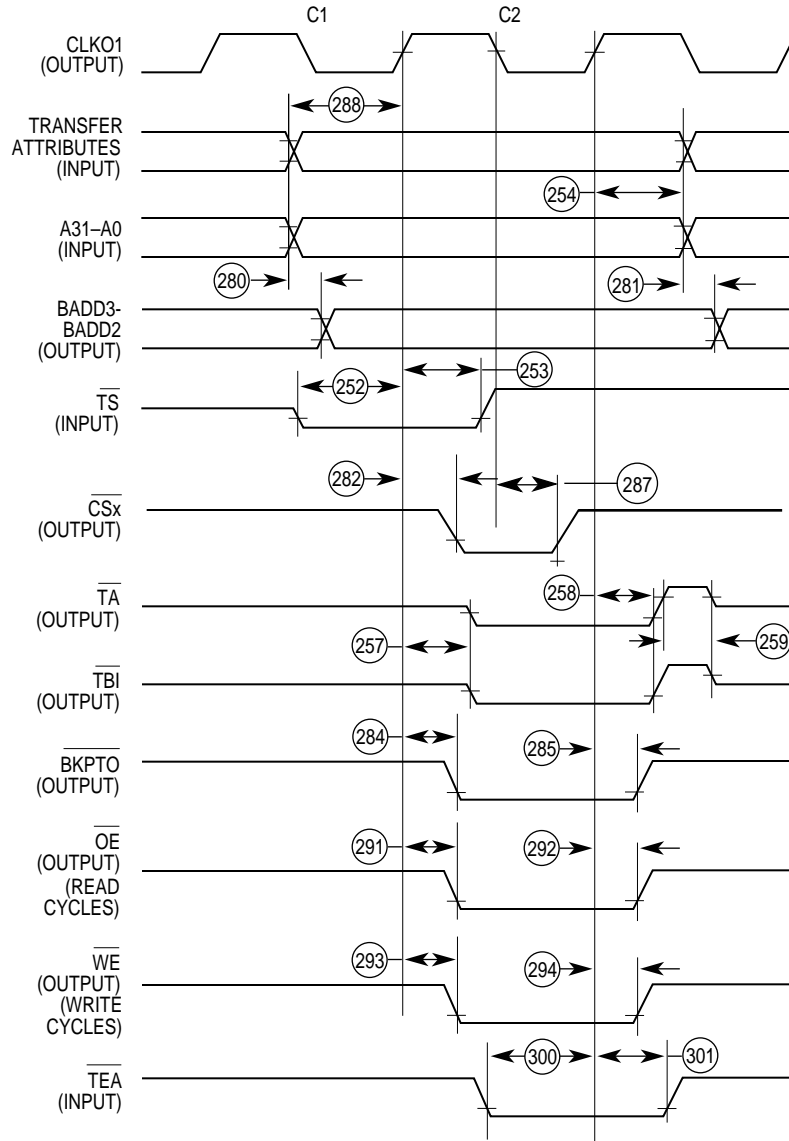 C1
C2
CLKO1
(OUTPUT)
288
TRANSFER
ATTRIBUTES
(INPUT)
254
A31–A0
(INPUT)
280
281
BADD3-
BADD2
(OUTPUT)
252
253
TS
(INPUT)
282
287
CSx
(OUTPUT)
258
TA
(OUTPUT)
257
259
TBI
(OUTPUT)
284
285
BKPTO
(OUTPUT)
291
292
OE
(OUTPUT)
(READ
CYCLES)
293
294
WE
(OUTPUT)
(WRITE
CYCLES)
300
301
TEA
(INPUT)